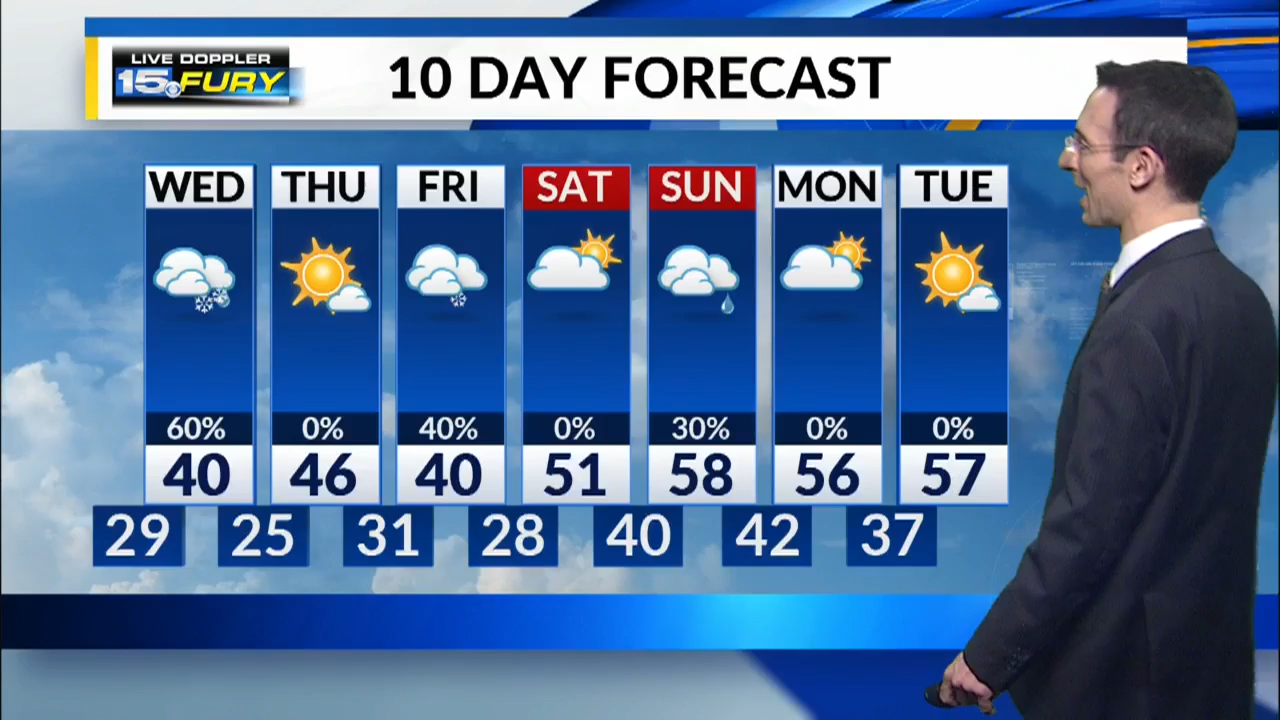 LIVE DOPPLER
15 FURY
10 DAY FORECAST
WED THU FRI SAT SUN MON TUE
60% 0% 40% 0% 30% 0% 0%
40 46 40 51 58 56 57
29 25 31 28 40 42 37